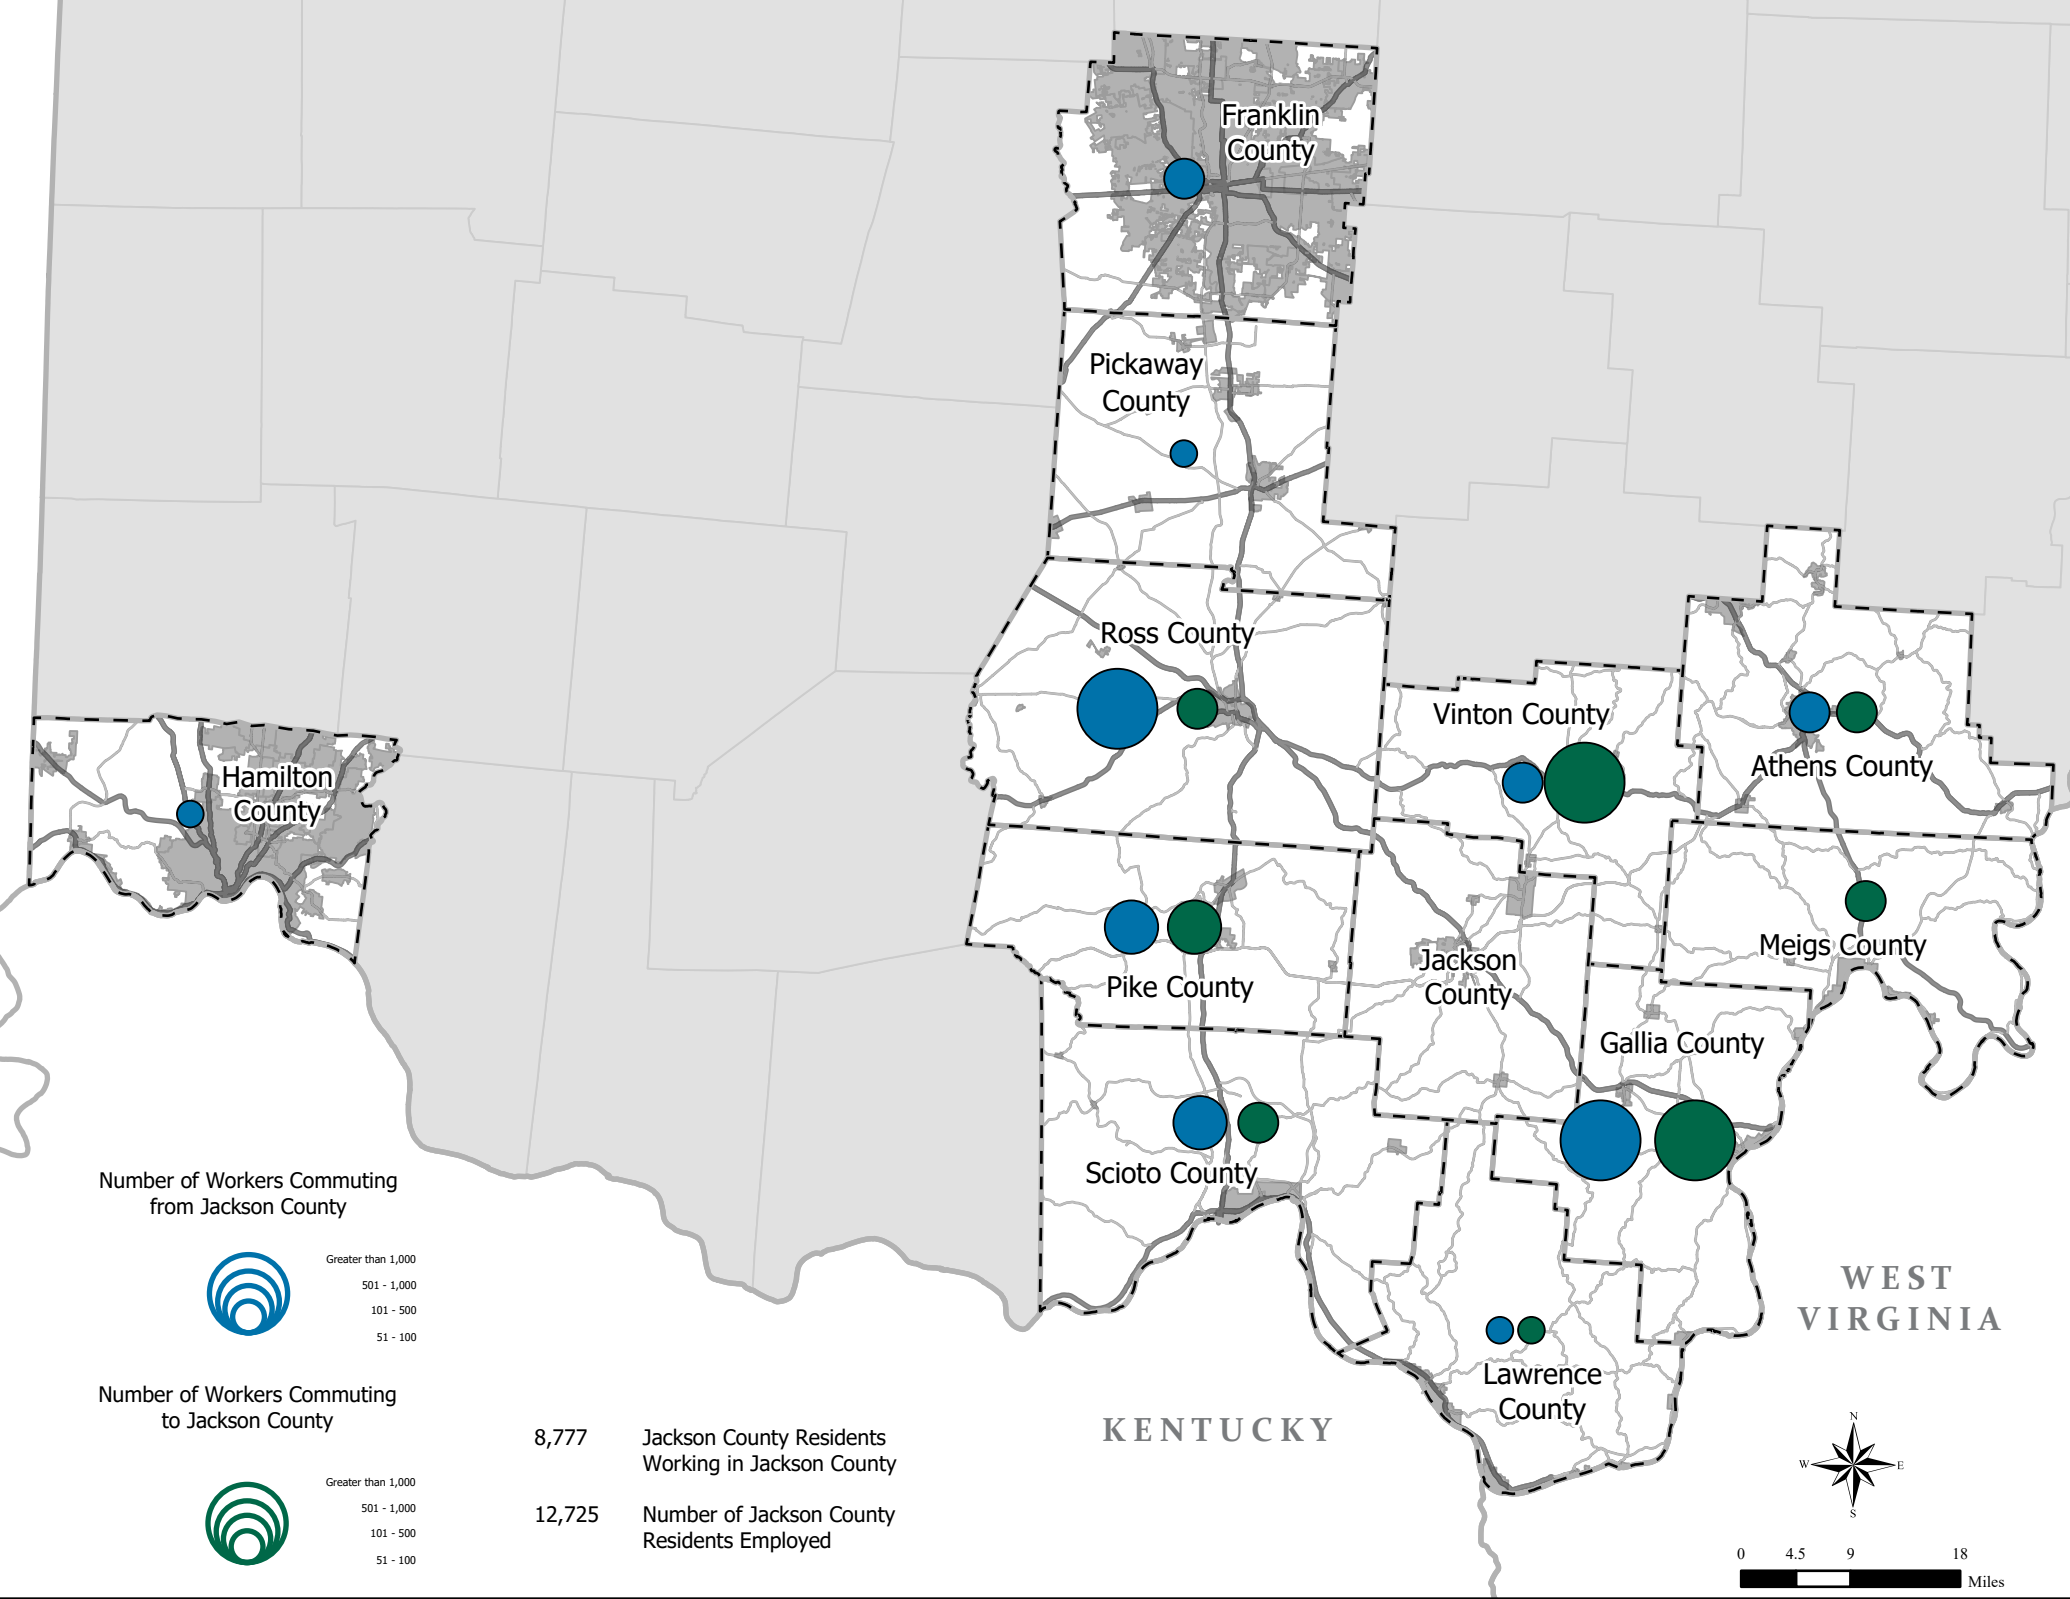 Franklin
County
Pickaway
County
Ross County
Vinton County
Athens County
Hamilton
County
Meigs County
Pike County
Jackson
County
Gallia County
Scioto County
Lawrence
County
WEST
VIRGINIA
KENTUCKY
Number of Workers Commuting
from Jackson County
Greater than 1,000
501 - 1,000
101 - 500
51 - 100
Number of Workers Commuting
to Jackson County
Greater than 1,000
501 - 1,000
101 - 500
51 - 100
8,777 Jackson County Residents
Working in Jackson County
12,725 Number of Jackson County
Residents Employed
N
W E
S
0 4.5 9 18
Miles